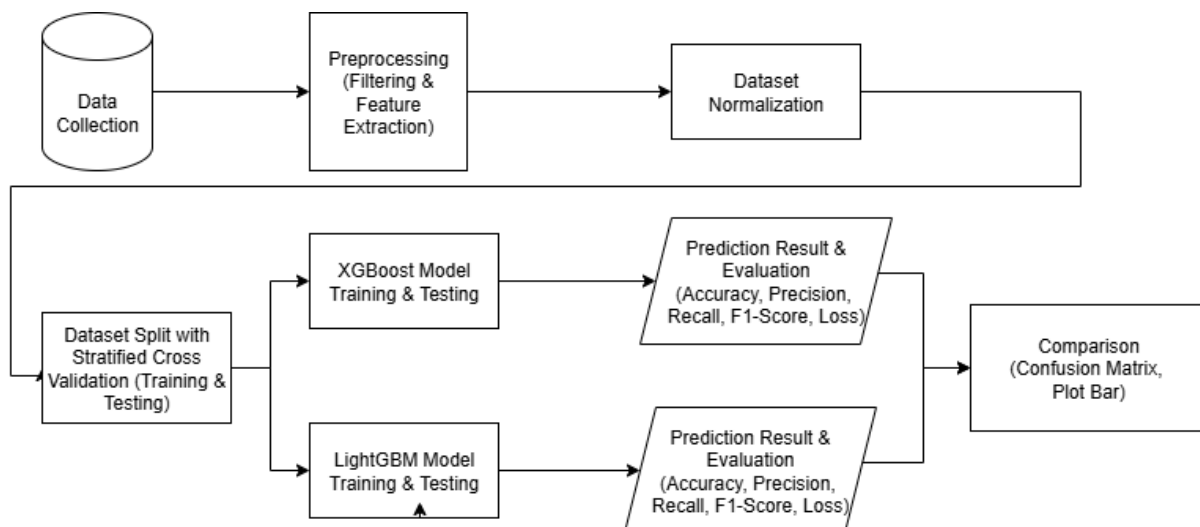 Data
Collection
Preprocessing
(Filtering &
Feature
Extraction)
Dataset
Normalization
Dataset Split with
Stratified Cross
Validation (Training &
Testing)
XGBoost Model
Training & Testing
Prediction Result &
Evaluation
(Accuracy, Precision,
Recall, F1-Score, Loss)
LightGBM Model
Training & Testing
Prediction Result &
Evaluation
(Accuracy, Precision,
Recall, F1-Score, Loss)
Comparison
(Confusion Matrix,
Plot Bar)